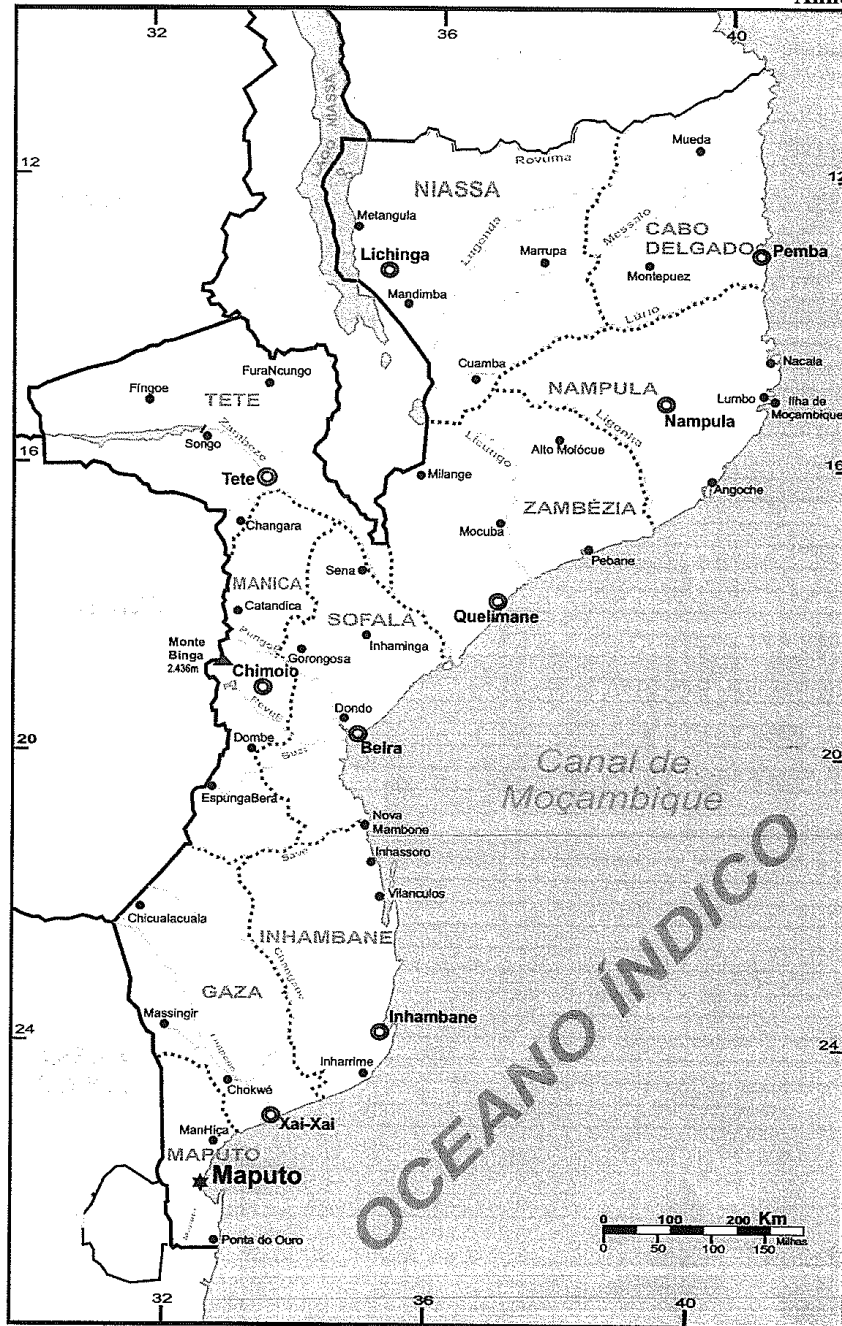 32
36
40
12
12
LAGO NIASSA
Rovuma
Mueda
NIASSA
Metangula
Lugenda
Messalo
CABO
DELGADO
Pemba
Lichinga
Marrupa
Montepuez
Mandimba
Lúrio
Nacala
Cuamba
FuraNcungo
Fíngoe
TETE
NAMPULA
Lumbo
Ilha de
Moçambique
Nampula
Zambeze
Songo
Licungo
Ligonha
Alto Molócue
16
16
Tete
Milange
Angoche
ZAMBÉZIA
Changara
Mocuba
Pebane
Sena
MANICA
Catandica
SOFALA
Quelimane
Inhaminga
Monte
Binga
2.436m
Gorongosa
Chimoio
Dondo
Beira
20
20
Dombe
Buzi
Canal de
Moçambique
EspungaBera
Nova
Mambone
Save
Inhassoro
Vilanculos
Chicualacuala
INHAMBANE
Changane
GAZA
OCEANO ÍNDICO
Massingir
Inhambane
24
24
Inharrime
Chokwé
Xai-Xai
ManHiça
MAPUTO
Maputo
Ponta do Ouro
0 100 200 Km
0 50 100 150 Milhas
32
36
40